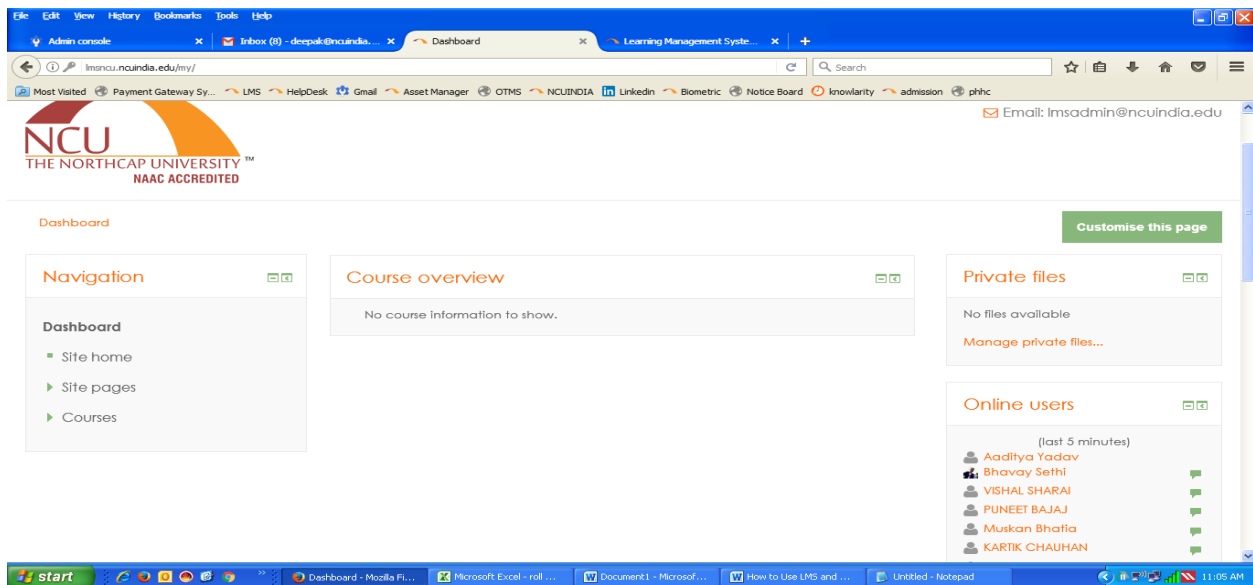 File Edit View History Bookmarks Tools Help
Admin console
Inbox (8) - deepak@ncuindia....
Dashboard
Learning Management Syste...
lmsncu.ncuindia.edu/my/
Search
Most Visited Payment Gateway Sy... LMS HelpDesk Gmail Asset Manager OTMS NCUINDIA Linkedin Biometric Notice Board knowlarity admission phhc
Email: lmsadmin@ncuindia.edu
NCU
THE NORTHCAP UNIVERSITY ™
NAAC ACCREDITED
Dashboard
Customise this page
Navigation
Dashboard
Site home
Site pages
Courses
Course overview
No course information to show.
Private files
No files available
Manage private files...
Online users
(last 5 minutes)
Aaditya Yadav
Bhavay Sethi
VISHAL SHARAI
PUNEET BAJAJ
Muskan Bhatia
KARTIK CHAUHAN
start
Dashboard - Mozilla Fi...
Microsoft Excel - roll ...
Document1 - Microsof...
How to Use LMS and ...
Untitled - Notepad
11:05 AM